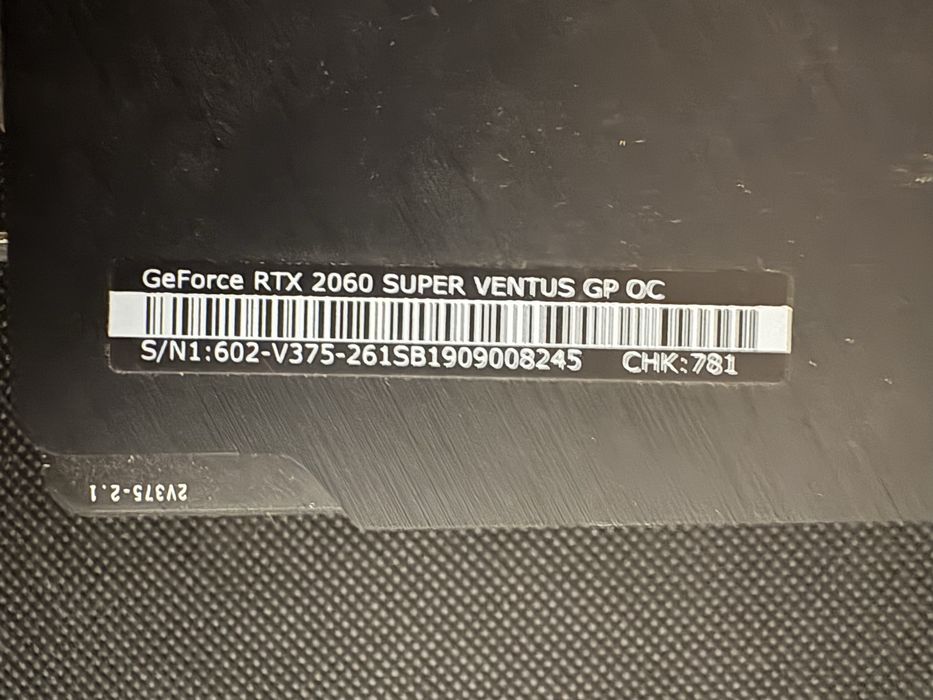 GeForce RTX 2060 SUPER VENTUS GP OC
S/N1:602-V375-261SB1909008245 CHK:781
2V375-2.1